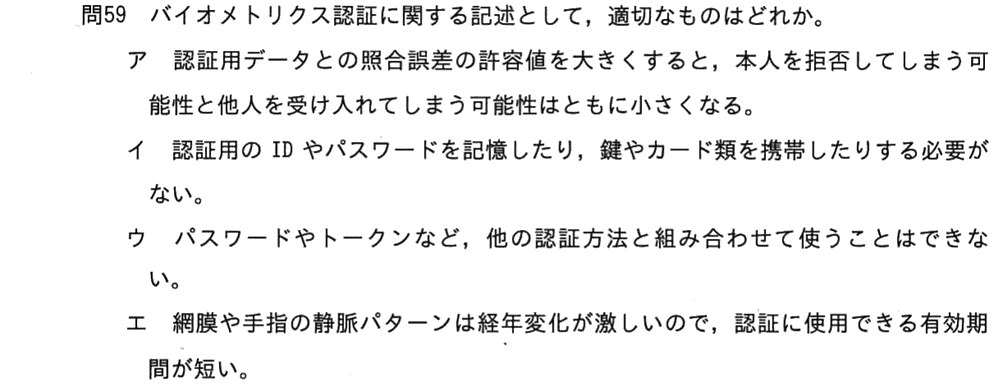 問59 バイオメトリクス認証に関する記述として，適切なものはどれか。
ア 認証用データとの照合誤差の許容値を大きくすると，本人を拒否してしまう可
能性と他人を受け入れてしまう可能性はともに小さくなる。
イ 認証用の ID やパスワードを記憶したり，鍵やカード類を携帯したりする必要が
ない。
ウ パスワードやトークンなど，他の認証方法と組み合わせて使うことはできな
い。
エ 網膜や手指の静脈パターンは経年変化が激しいので，認証に使用できる有効期
間が短い。